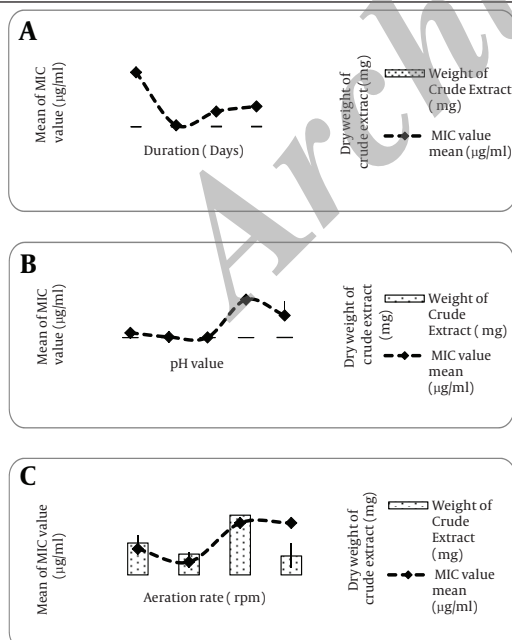 A
Mean of MIC
value (µg/ml)
Duration ( Days)
Dry weight of
crude extract (mg)
Weight of
Crude Extract
( mg)
MIC value
mean (µg/ml)
B
Mean of MIC
value (µg/ml)
pH value
Dry weight of
crude extract
(mg)
Weight of
Crude
Extract ( mg)
MIC value
mean
(µg/ml)
C
Mean of MIC value
(µg/ml)
Aeration rate ( rpm)
Dry weight of
crude extract (mg)
Weight of
Crude
Extract
(mg)
MIC value
mean
(µg/ml)